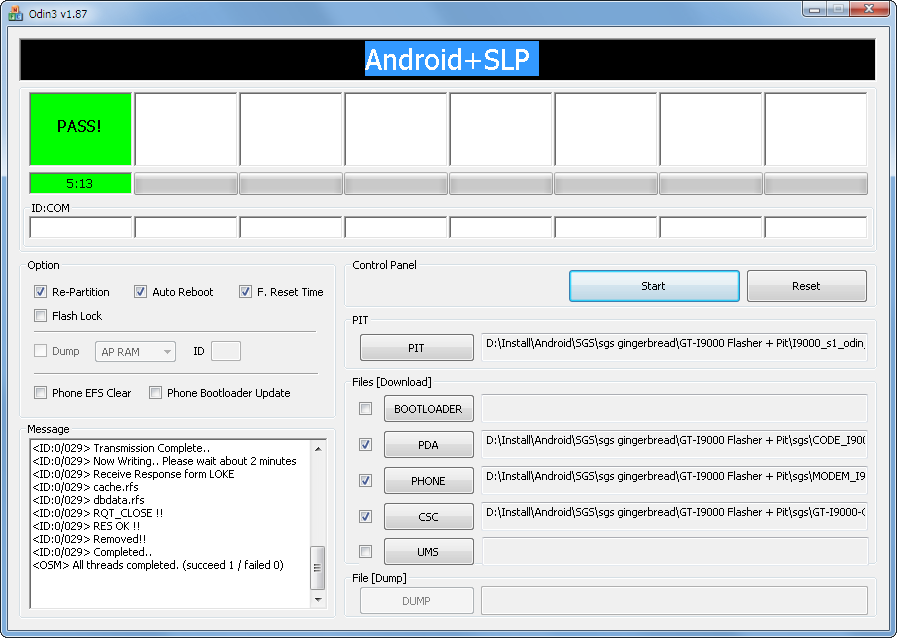 Odin3 v1.87
Android+SLP
PASS!
5:13
ID:COM
Option
Re-Partition Auto Reboot F. Reset Time
Flash Lock
Dump AP RAM ID
Phone EFS Clear Phone Bootloader Update
Message
<ID:0/029> Transmission Complete..
<ID:0/029> Now Writing.. Please wait about 2 minutes
<ID:0/029> Receive Response form LOKE
<ID:0/029> cache.rfs
<ID:0/029> dbdata.rfs
<ID:0/029> RQT_CLOSE !!
<ID:0/029> RES OK !!
<ID:0/029> Removed!!
<ID:0/029> Completed..
<OSM> All threads completed. (succeed 1 / failed 0)
Control Panel
Start Reset
PIT
PIT D:\Install\Android\SGS\sgs gingerbread\GT-I9000 Flasher + Pit\I9000_s1_odin_
Files [Download]
BOOTLOADER
PDA D:\Install\Android\SGS\sgs gingerbread\GT-I9000 Flasher + Pit\sgs\CODE_I900
PHONE D:\Install\Android\SGS\sgs gingerbread\GT-I9000 Flasher + Pit\sgs\MODEM_I9
CSC D:\Install\Android\SGS\sgs gingerbread\GT-I9000 Flasher + Pit\sgs\GT-I9000-C
UMS
File [Dump]
DUMP